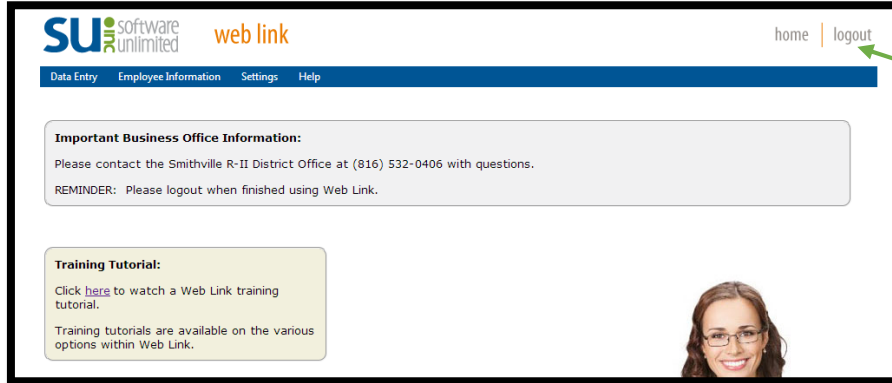 SU inc software unlimited web link home logout
Data Entry Employee Information Settings Help
Important Business Office Information:
Please contact the Smithville R-II District Office at (816) 532-0406 with questions.
REMINDER: Please logout when finished using Web Link.
Training Tutorial:
Click here to watch a Web Link training
tutorial.
Training tutorials are available on the various
options within Web Link.